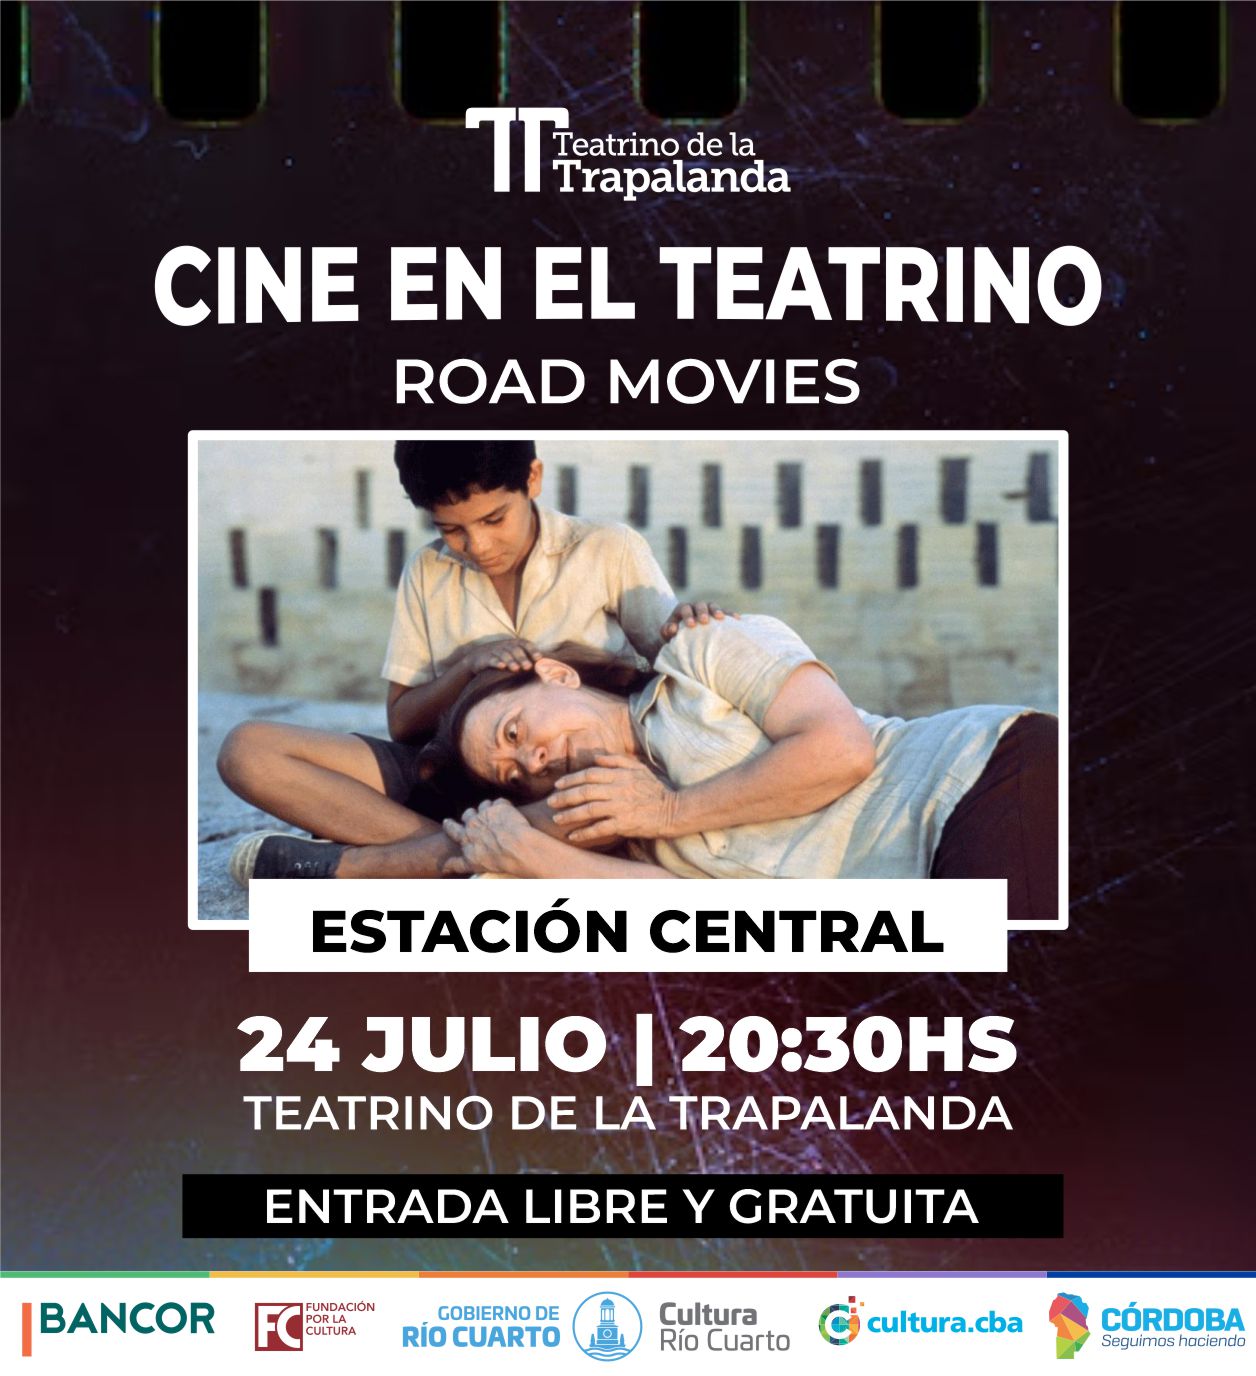 Teatrino de la
Trapalanda
CINE EN EL TEATRINO
ROAD MOVIES
ESTACIÓN CENTRAL
24 JULIO | 20:30HS
TEATRINO DE LA TRAPALANDA
ENTRADA LIBRE Y GRATUITA
BANCOR
FC
FUNDACIÓN
POR LA
CULTURA
GOBIERNO DE
RÍO CUARTO
Cultura
Río Cuarto
cultura.cba
CÓRDOBA
Seguimos haciendo